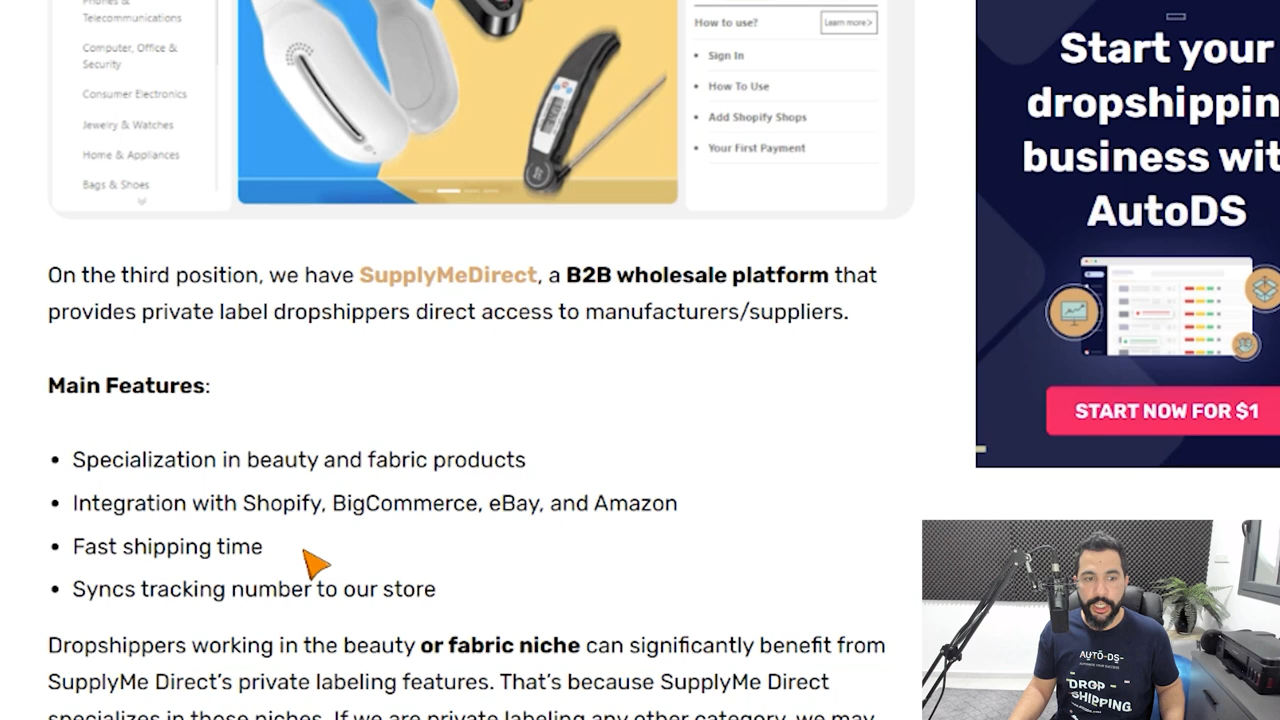 Phones &
Telecommunications
Computer, Office &
Security
Consumer Electronics
Jewelry & Watches
Home & Appliances
Bags & Shoes
How to use?
Learn more>
Sign In
How To Use
Add Shopify Shops
Your First Payment
On the third position, we have SupplyMeDirect, a B2B wholesale platform that
provides private label dropshippers direct access to manufacturers/suppliers.
Main Features:
• Specialization in beauty and fabric products
• Integration with Shopify, BigCommerce, eBay, and Amazon
• Fast shipping time
• Syncs tracking number to our store
Dropshippers working in the beauty or fabric niche can significantly benefit from
SupplyMe Direct's private labeling features. That's because SupplyMe Direct
specializes in those niches. If we are private labeling any other category, we may
Start your
dropshippin
business wit
AutoDS
START NOW FOR $1
AUTO-DS
DROP
SHIPPING